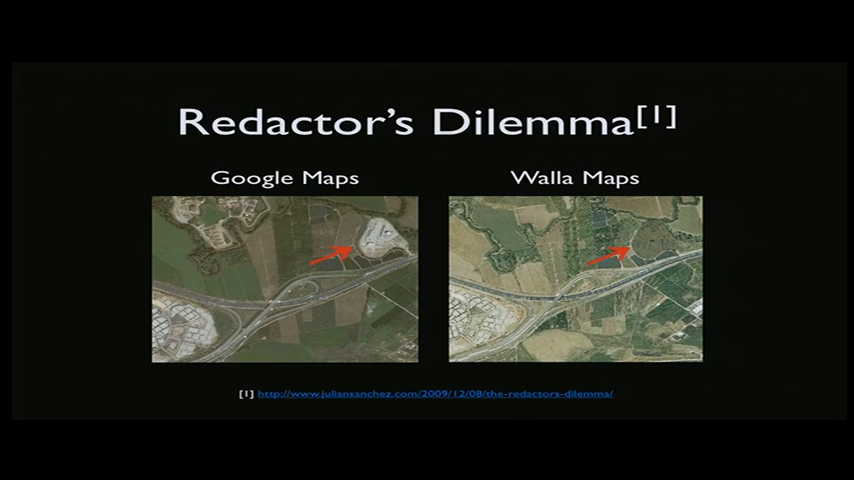 Redactor's Dilemma[1]
Google Maps
Walla Maps
[1] http://www.juliansanchez.com/2009/12/08/the-redactors-dilemma/